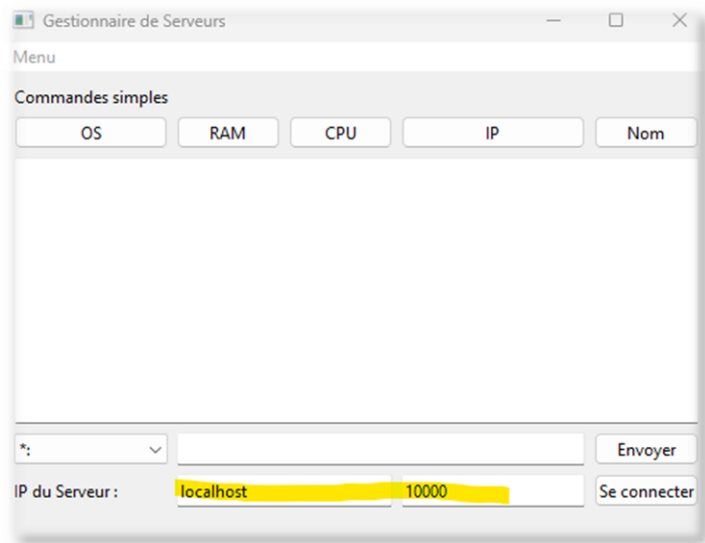 Gestionnaire de Serveurs
Menu
Commandes simples
OS RAM CPU IP Nom
*: Envoyer
IP du Serveur : localhost 10000 Se connecter